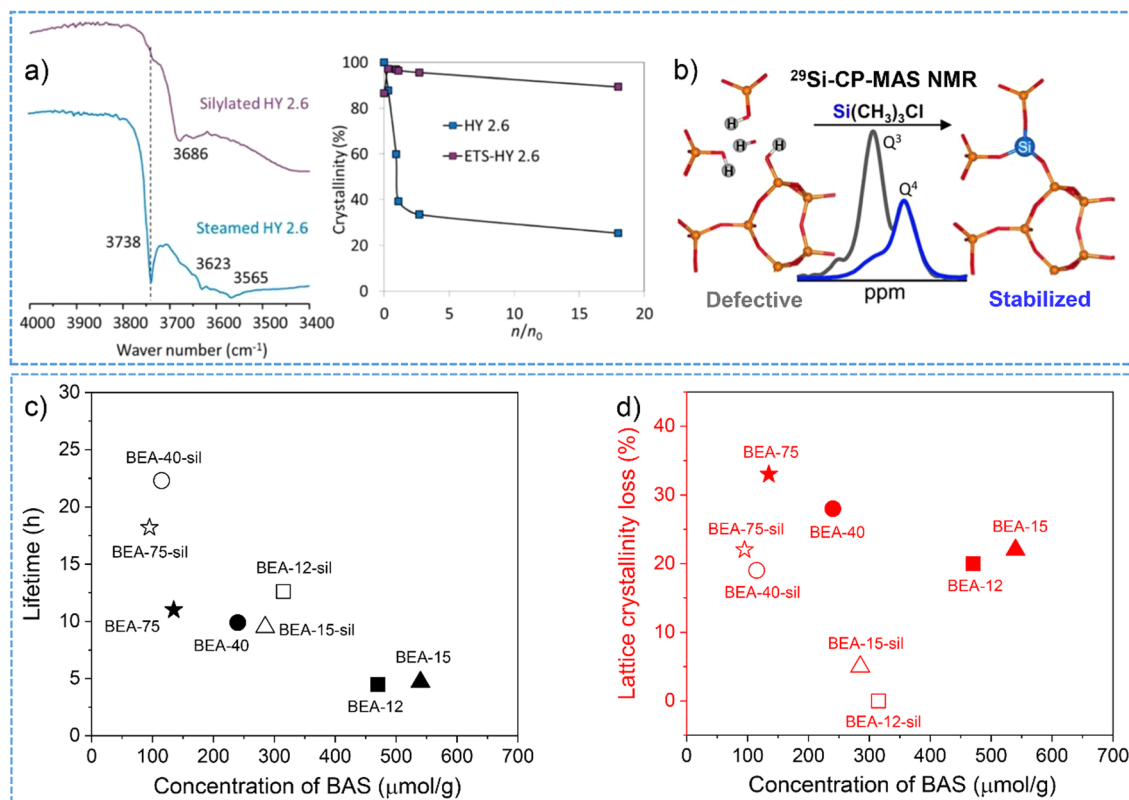 a)
Silylated HY 2.6
3686
Steamed HY 2.6
3738
3623
3565
4000 3900 3800 3700 3600 3500 3400
Waver number (cm⁻¹)
Crystallinity (%)
100
80
60
40
20
0
HY 2.6
ETS-HY 2.6
0 5 10 15 20
n/n₀
b)
²⁹Si-CP-MAS NMR
Si(CH₃)₃Cl
Q³
Q⁴
H
H
H
H
Si
Defective
ppm
Stabilized
c)
Lifetime (h)
30
25
20
15
10
5
0
BEA-40-sil
BEA-75-sil
BEA-12-sil
BEA-75
BEA-40
BEA-15-sil
BEA-15
BEA-12
0 100 200 300 400 500 600 700
Concentration of BAS (μmol/g)
d)
Lattice crystallinity loss (%)
40
30
20
10
0
BEA-75
BEA-40
BEA-75-sil
BEA-40-sil
BEA-15
BEA-12
BEA-15-sil
BEA-12-sil
0 100 200 300 400 500 600 700
Concentration of BAS (μmol/g)